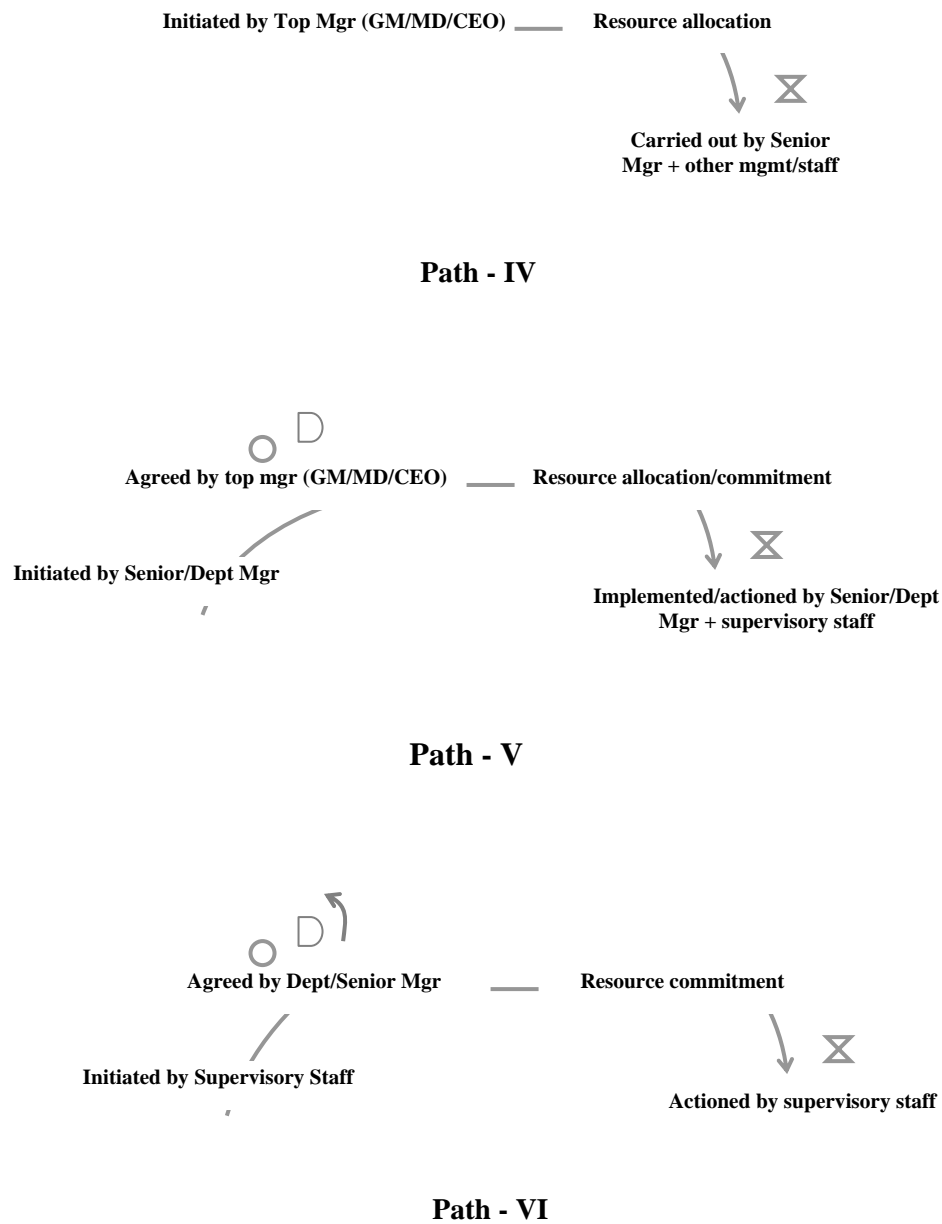 Initiated by Top Mgr (GM/MD/CEO)
Resource allocation
Carried out by Senior
Mgr + other mgmt/staff
Path - IV
Agreed by top mgr (GM/MD/CEO)
Resource allocation/commitment
Initiated by Senior/Dept Mgr
Implemented/actioned by Senior/Dept
Mgr + supervisory staff
Path - V
Agreed by Dept/Senior Mgr
Resource commitment
Initiated by Supervisory Staff
Actioned by supervisory staff
Path - VI